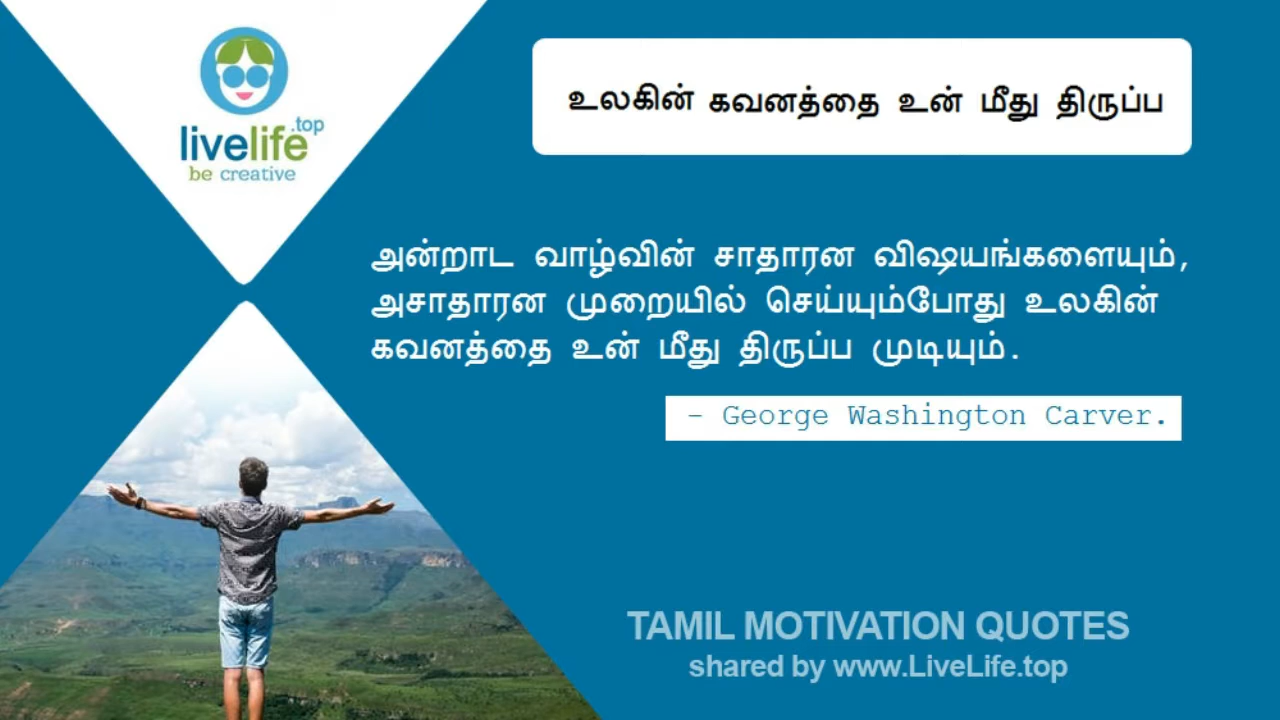 livelife.top
be creative
உலகின் கவனத்தை உன் மீது திருப்ப
அன்றாட வாழ்வின் சாதாரன விஷயங்களையும்,
அசாதாரன முறையில் செய்யும்போது உலகின்
கவனத்தை உன் மீது திருப்ப முடியும்.
- George Washington Carver.
TAMIL MOTIVATION QUOTES
shared by www.LiveLife.top